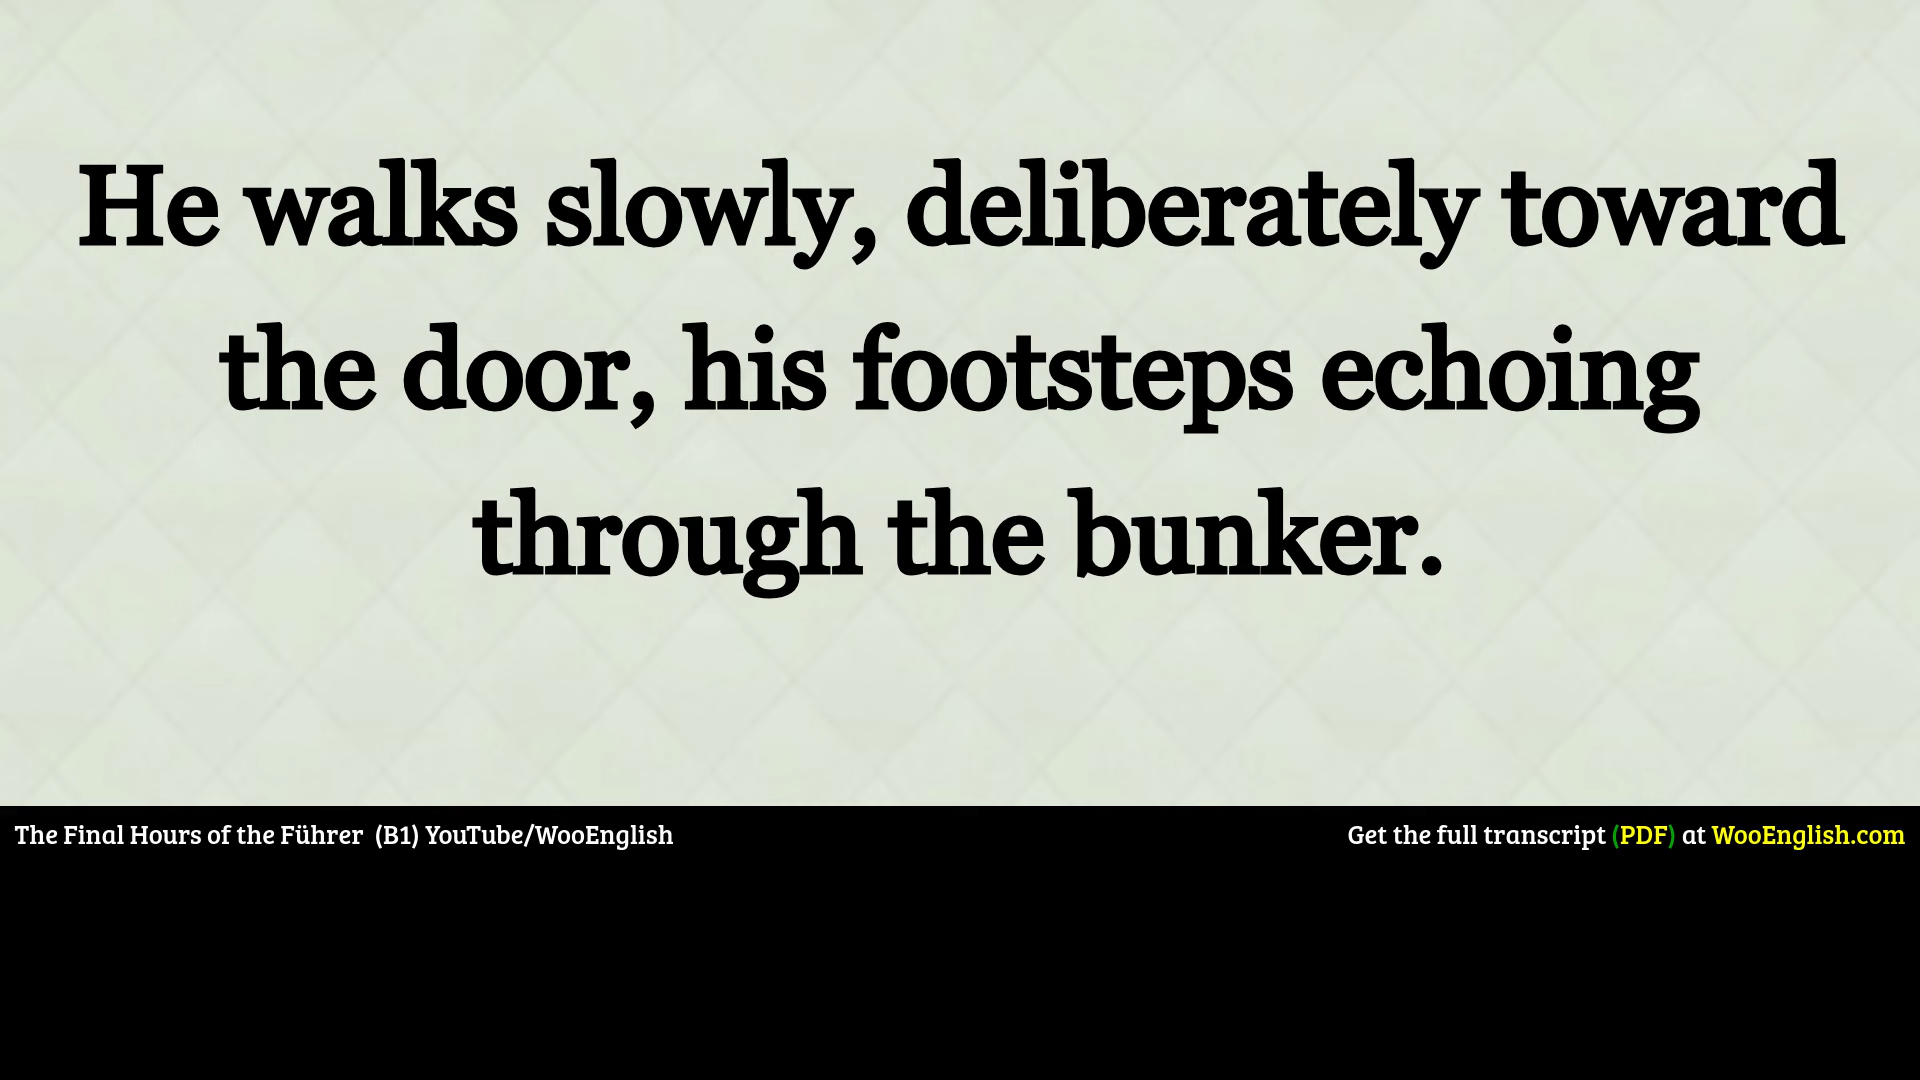 He walks slowly, deliberately toward
the door, his footsteps echoing
through the bunker.
The Final Hours of the Führer (B1) YouTube/WooEnglish
Get the full transcript (PDF) at WooEnglish.com